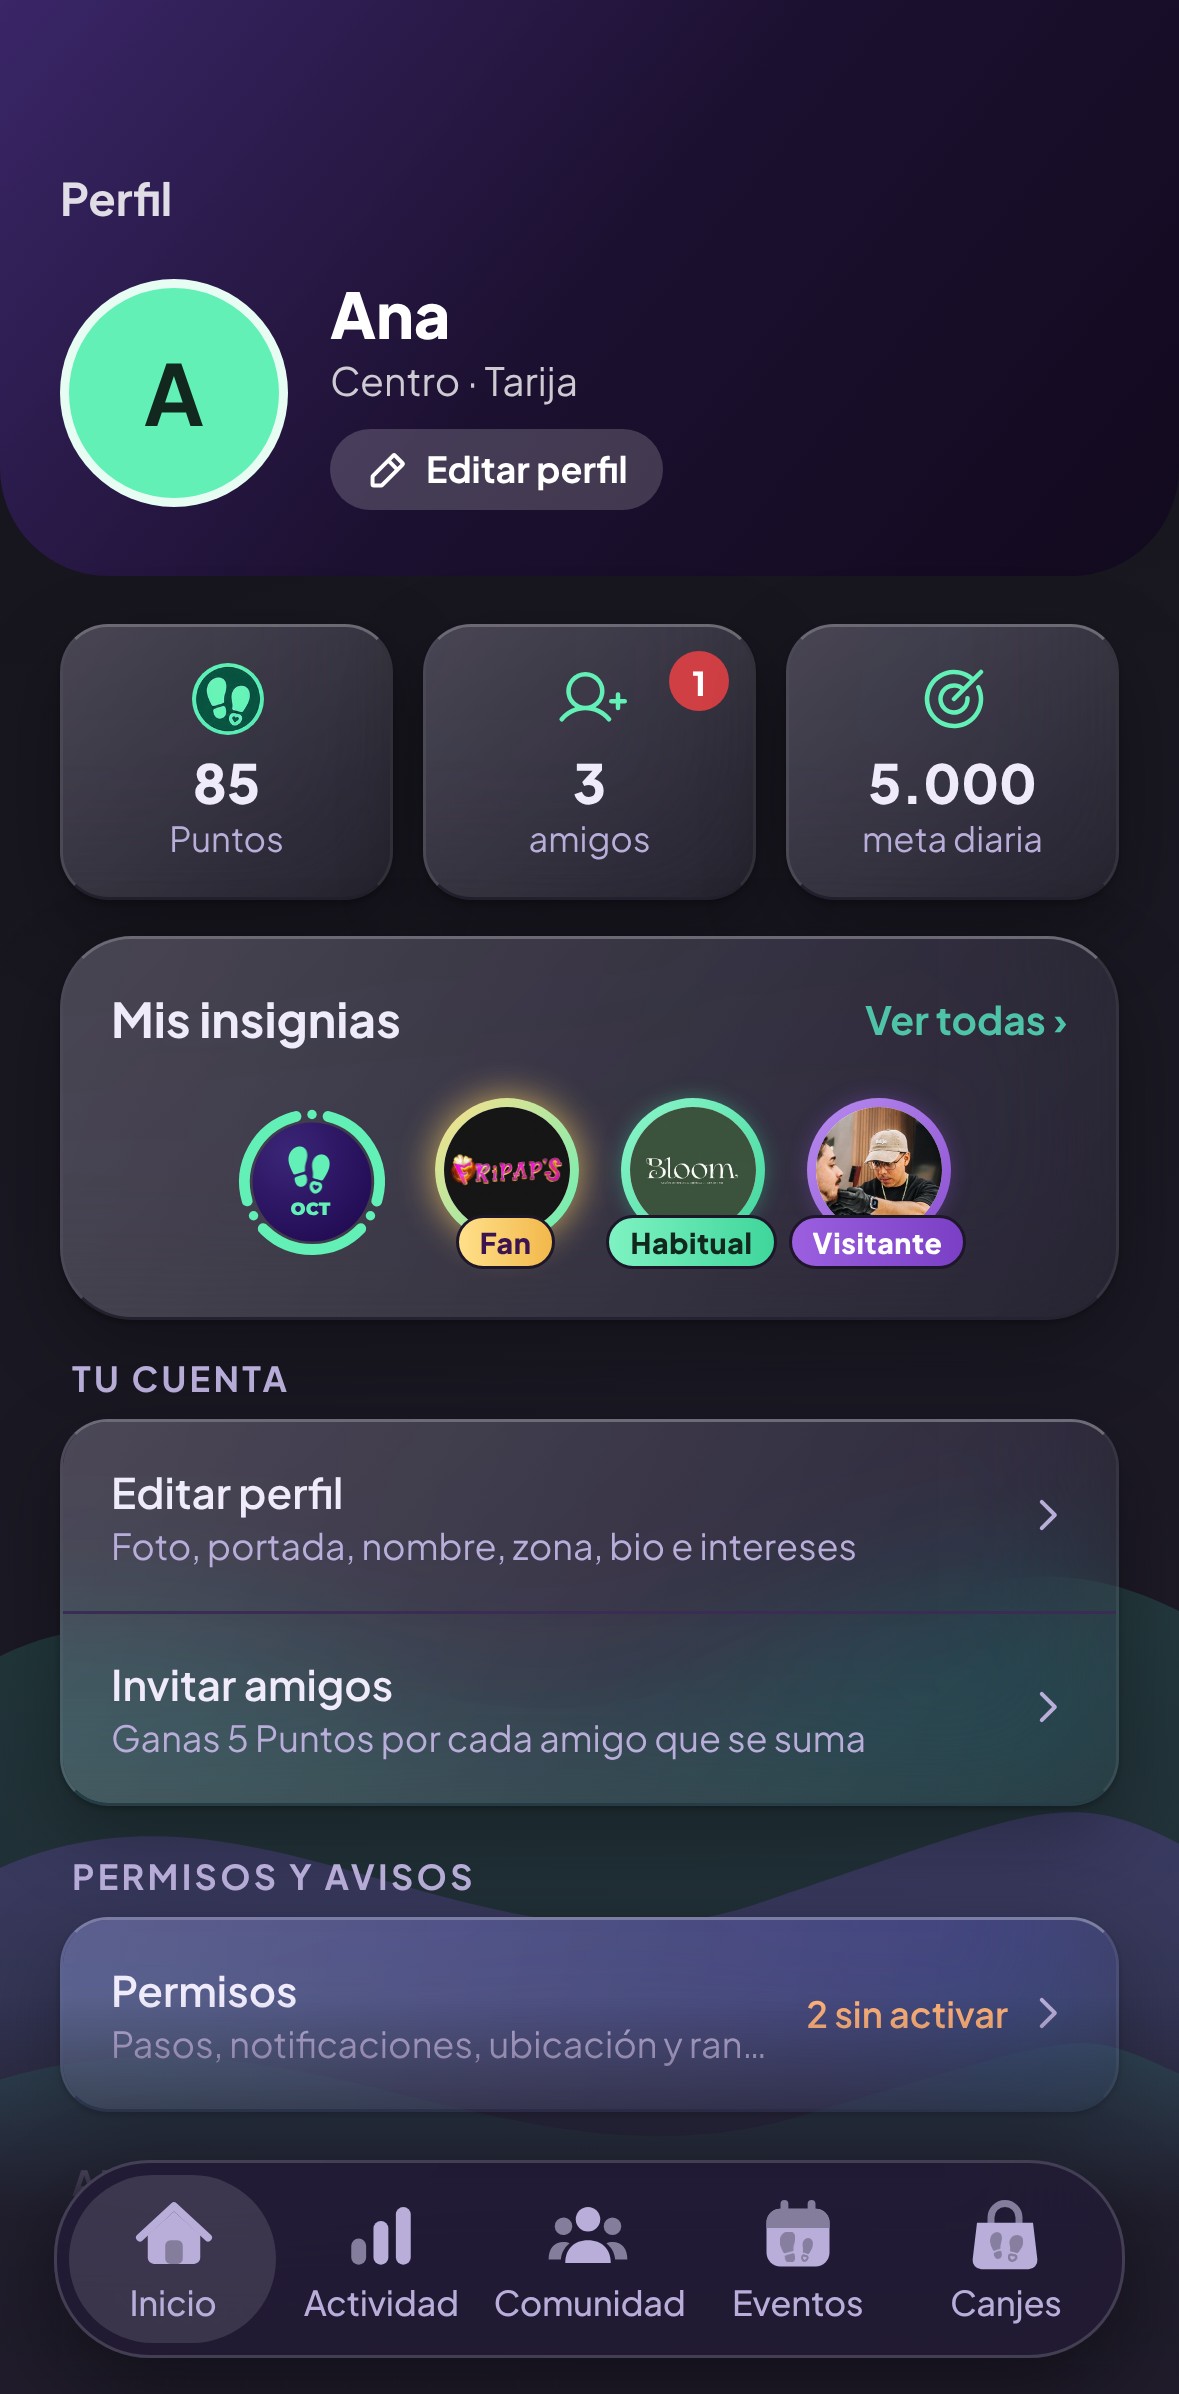 Perfil
A
Ana
Centro · Tarija
Editar perfil
1
85
3
5.000
Puntos
amigos
meta diaria
Mis insignias
Ver todas ›
OCT
FRIPAP'S
Bloom.
Fan
Habitual
Visitante
TU CUENTA
Editar perfil
Foto, portada, nombre, zona, bio e intereses
Invitar amigos
Ganas 5 Puntos por cada amigo que se suma
PERMISOS Y AVISOS
Permisos
2 sin activar
Pasos, notificaciones, ubicación y ran...
Inicio
Actividad
Comunidad
Eventos
Canjes